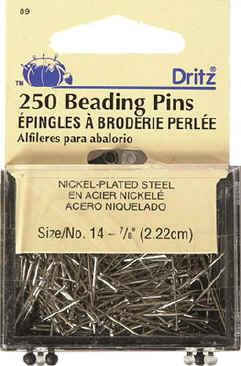 89
Dritz®
TM
250 Beading Pins
ÉPINGLES À BRODERIE PERLÉE
Alfileres para abalorio
NICKEL-PLATED STEEL
EN ACIER NICKELÉ
ACERO NIQUELADO
Size/No. 14 – 7/8" (2.22cm)